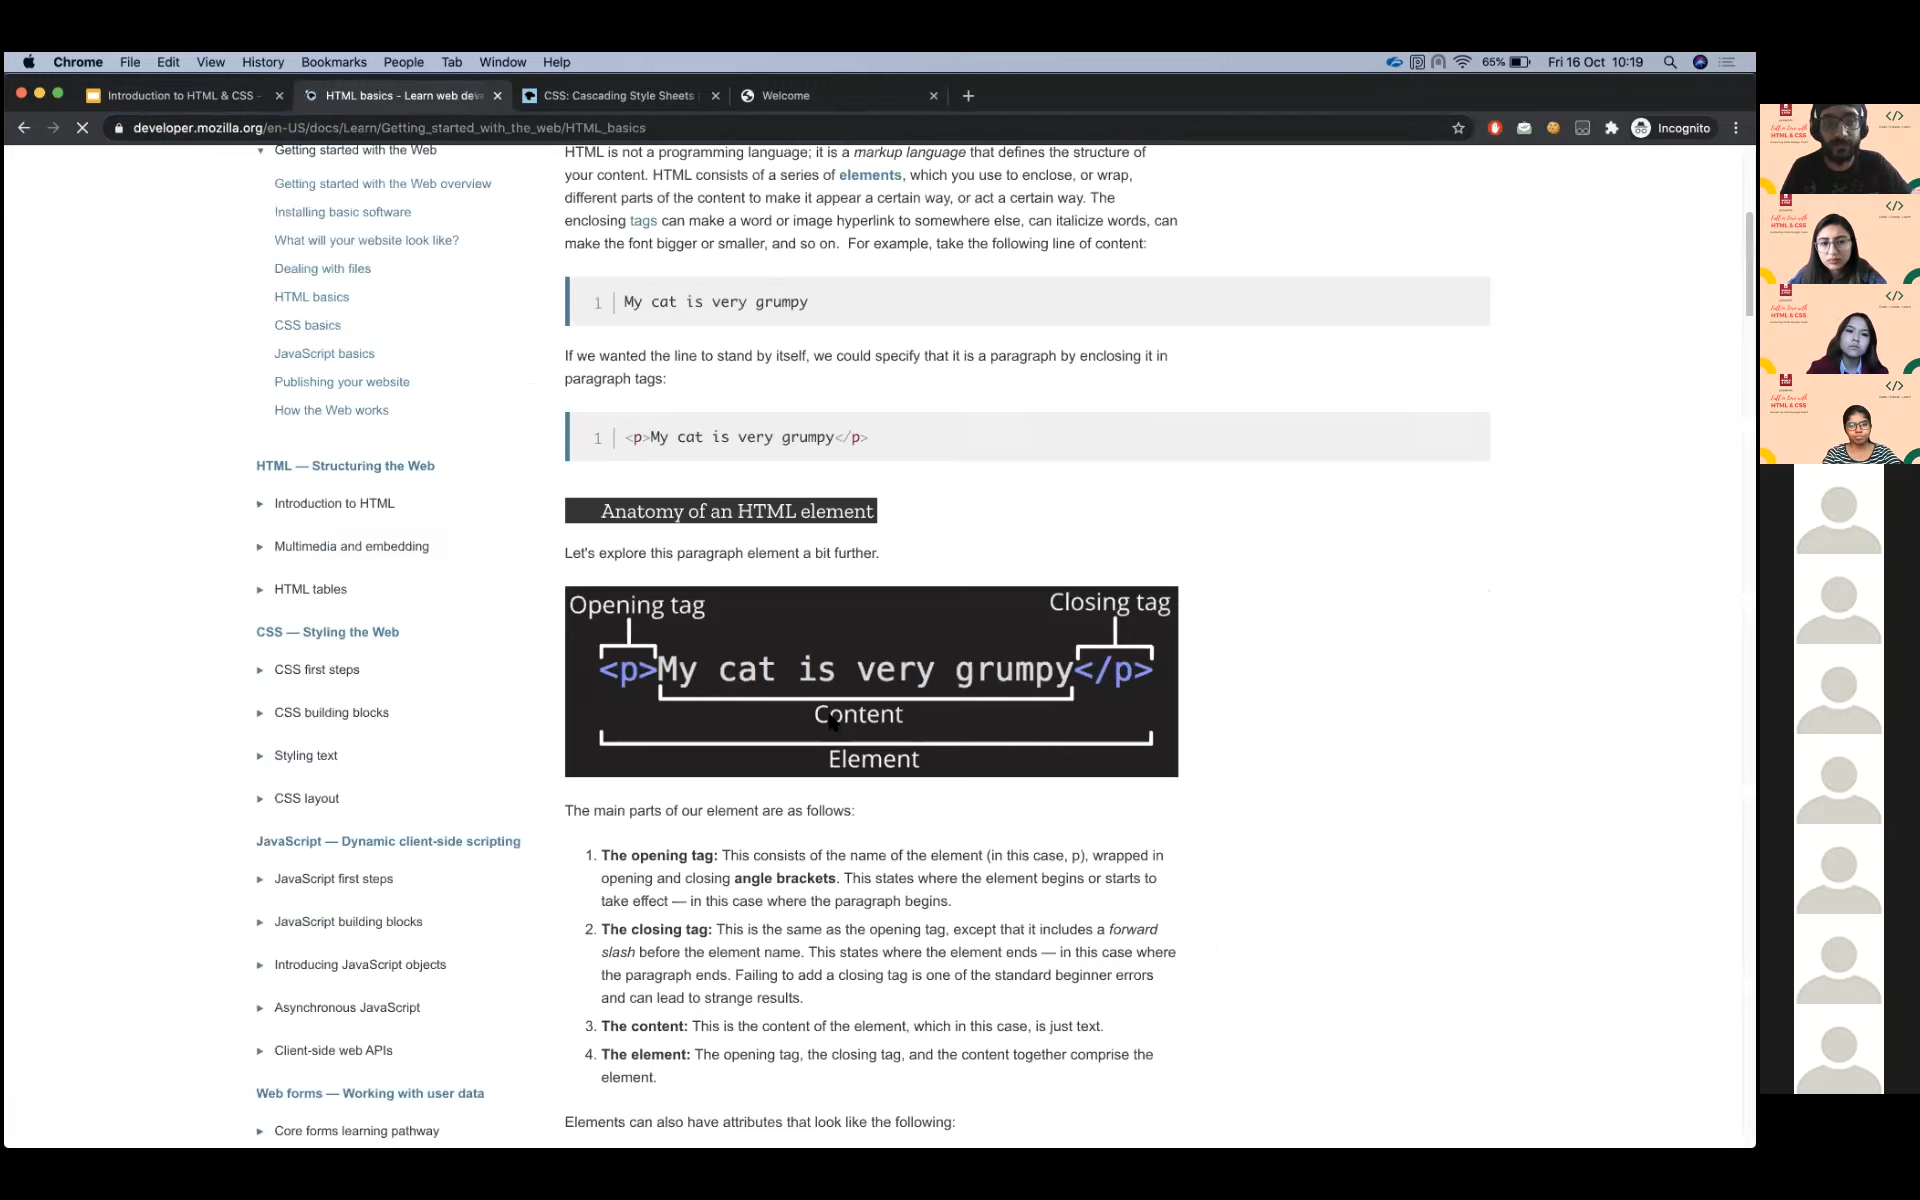 Chrome File Edit View History Bookmarks People Tab Window Help 65% Fri 16 Oct 10:19
Introduction to HTML & CSS - HTML basics - Learn web deve CSS: Cascading Style Sheets Welcome
developer.mozilla.org/en-US/docs/Learn/Getting_started_with_the_web/HTML_basics Incognito
Getting started with the Web
Getting started with the Web overview
Installing basic software
What will your website look like?
Dealing with files
HTML basics
CSS basics
JavaScript basics
Publishing your website
How the Web works
HTML — Structuring the Web
Introduction to HTML
Multimedia and embedding
HTML tables
CSS — Styling the Web
CSS first steps
CSS building blocks
Styling text
CSS layout
JavaScript — Dynamic client-side scripting
JavaScript first steps
JavaScript building blocks
Introducing JavaScript objects
Asynchronous JavaScript
Client-side web APIs
Web forms — Working with user data
Core forms learning pathway
HTML is not a programming language; it is a markup language that defines the structure of
your content. HTML consists of a series of elements, which you use to enclose, or wrap,
different parts of the content to make it appear a certain way, or act a certain way. The
enclosing tags can make a word or image hyperlink to somewhere else, can italicize words, can
make the font bigger or smaller, and so on. For example, take the following line of content:
1 My cat is very grumpy
If we wanted the line to stand by itself, we could specify that it is a paragraph by enclosing it in
paragraph tags:
1 <p>My cat is very grumpy</p>
Anatomy of an HTML element
Let's explore this paragraph element a bit further.
Opening tag Closing tag
<p>My cat is very grumpy</p>
Content
Element
The main parts of our element are as follows:
1. The opening tag: This consists of the name of the element (in this case, p), wrapped in
opening and closing angle brackets. This states where the element begins or starts to
take effect — in this case where the paragraph begins.
2. The closing tag: This is the same as the opening tag, except that it includes a forward
slash before the element name. This states where the element ends — in this case where
the paragraph ends. Failing to add a closing tag is one of the standard beginner errors
and can lead to strange results.
3. The content: This is the content of the element, which in this case, is just text.
4. The element: The opening tag, the closing tag, and the content together comprise the
element.
Elements can also have attributes that look like the following:
</>
HTML & CSS
</>
HTML & CSS
</>
HTML & CSS
</>
HTML & CSS